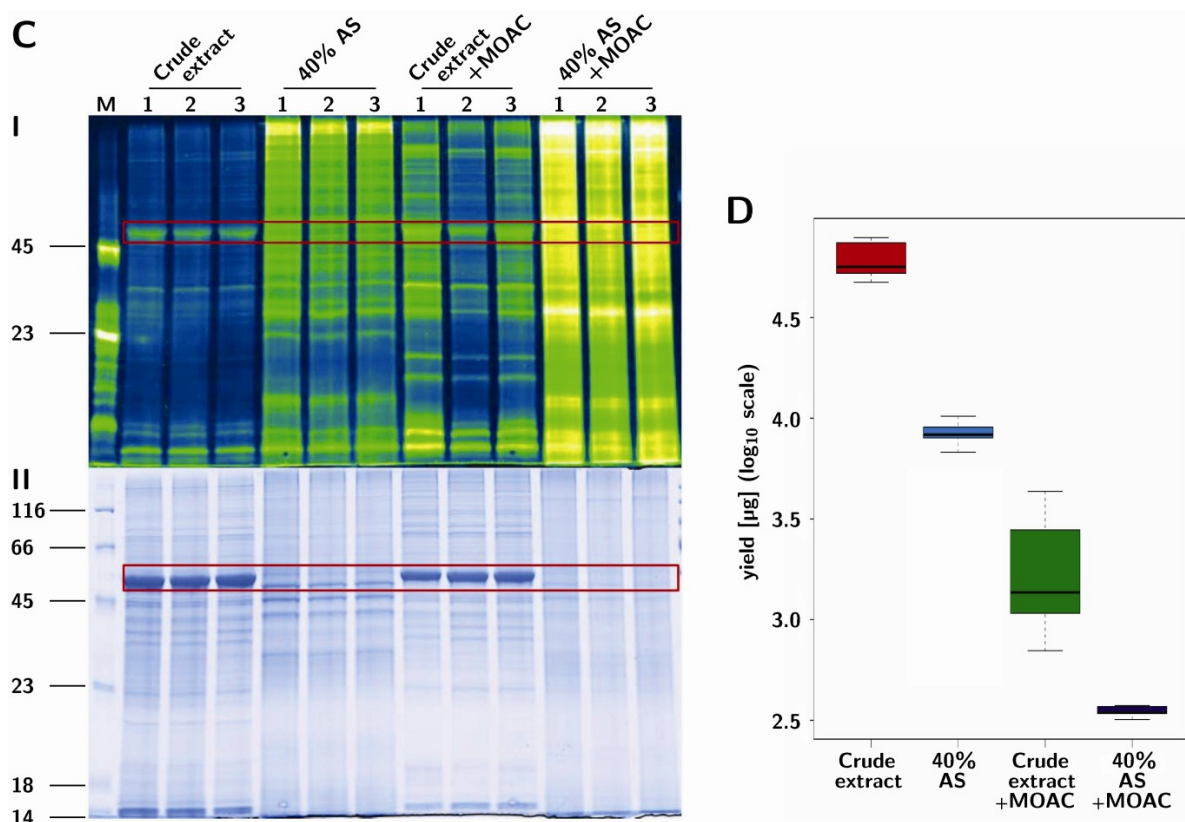 C
Crude
extract
40% AS
Crude
extract
+MOAC
40% AS
+MOAC
M 1 2 3 1 2 3 1 2 3 1 2 3
I
45
23
II
116
66
45
23
18
14
D
yield [µg] (log₁₀ scale)
4.5
4.0
3.5
3.0
2.5
Crude
extract
40%
AS
Crude
extract
+MOAC
40%
AS
+MOAC